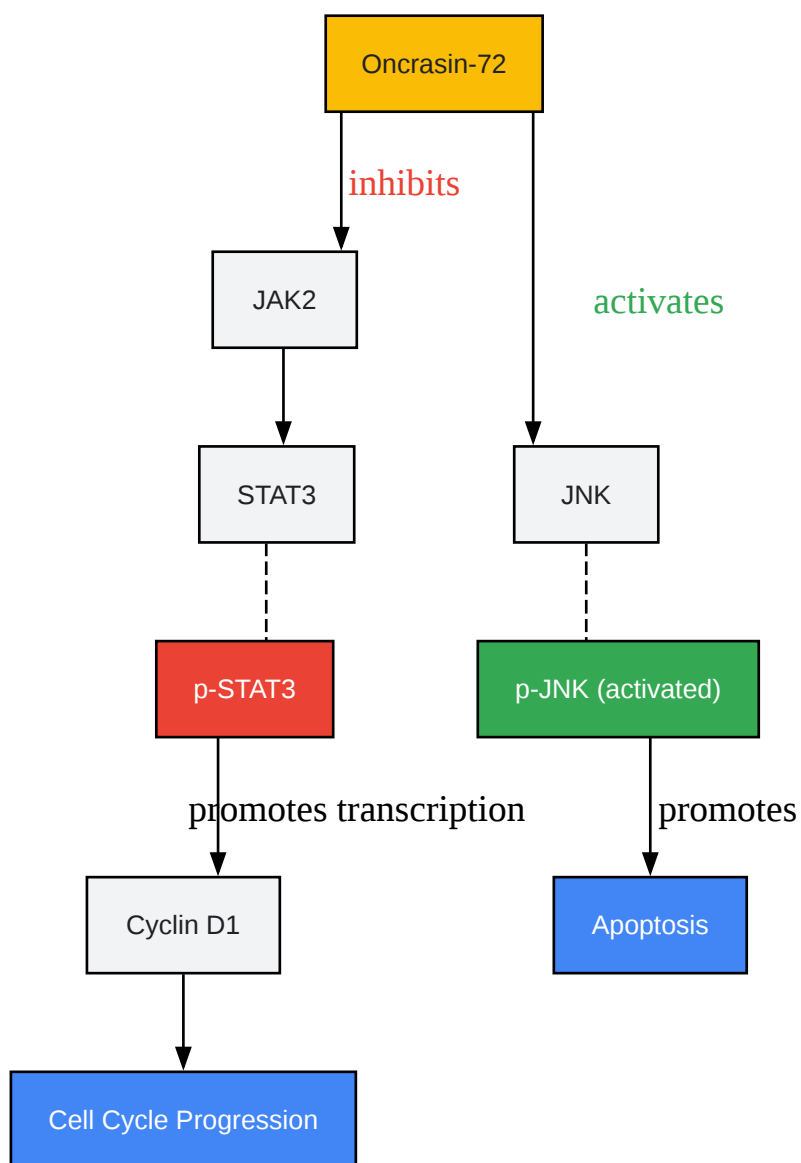 Oncrasin-72
inhibits
JAK2
activates
STAT3
JNK
p-STAT3
p-JNK (activated)
promotes transcription
promotes
Cyclin D1
Apoptosis
Cell Cycle Progression